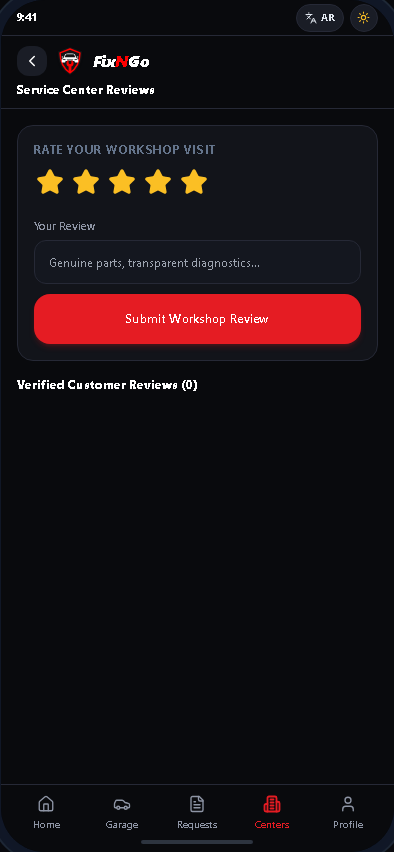 9:41
AR
FixNGo
Service Center Reviews
RATE YOUR WORKSHOP VISIT
Your Review
Genuine parts, transparent diagnostics...
Submit Workshop Review
Verified Customer Reviews (0)
Home
Garage
Requests
Centers
Profile